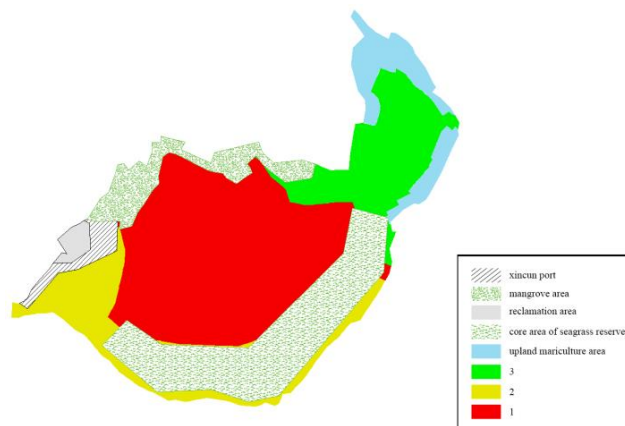 xincun port
mangrove area
reclamation area
core area of seagrass reserve
upland mariculture area
3
2
1